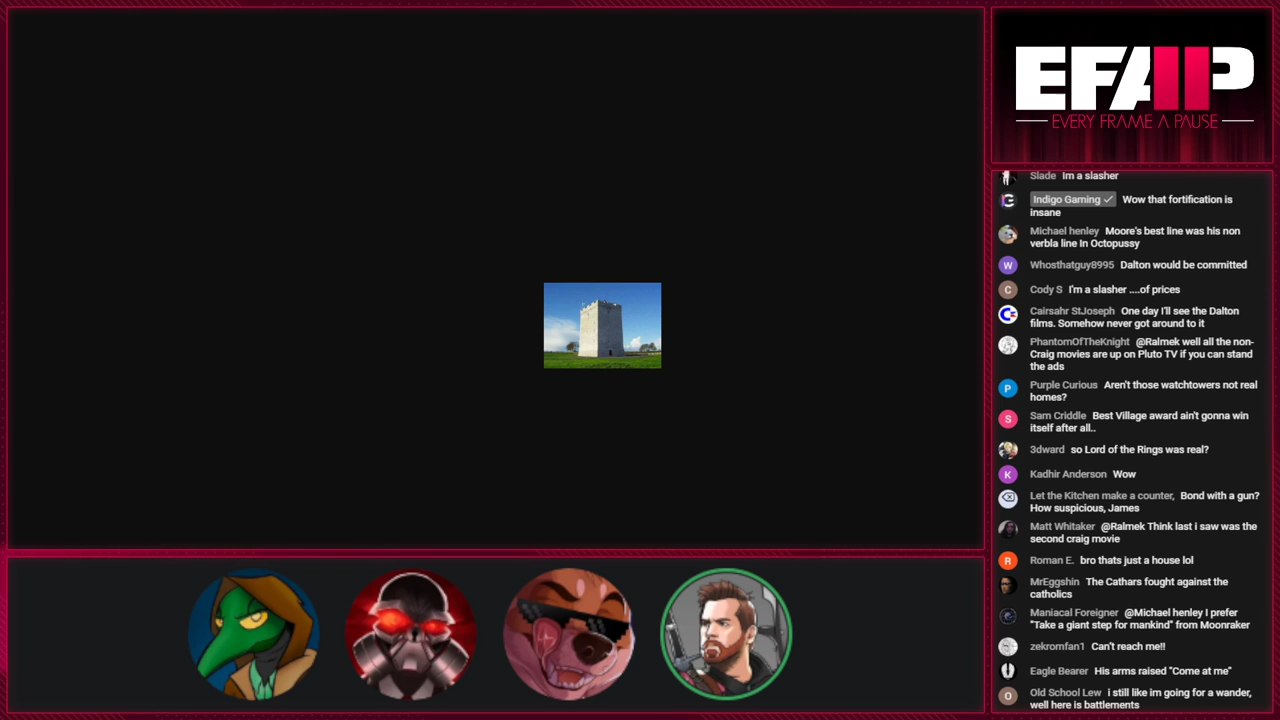 EFAP
EVERY FRAME A PAUSE
Slade Im a slasher
Indigo Gaming Wow that fortification is
insane
Michael henley Moore's best line was his non
verbla line In Octopussy
W Whosthatguy8995 Dalton would be committed
C Cody S I'm a slasher ....of prices
Cairsahr StJoseph One day I'll see the Dalton
films. Somehow never got around to it
PhantomOfTheKnight @Ralmek well all the non-
Craig movies are up on Pluto TV if you can stand
the ads
P Purple Curious Aren't those watchtowers not real
homes?
S Sam Criddle Best Village award ain't gonna win
itself after all..
3dward so Lord of the Rings was real?
K Kadhir Anderson Wow
Let the Kitchen make a counter, Bond with a gun?
How suspicious, James
Matt Whitaker @Ralmek Think last i saw was the
second craig movie
R Roman E. bro thats just a house lol
MrEggshin The Cathars fought against the
catholics
Maniacal Foreigner @Michael henley I prefer
"Take a giant step for mankind" from Moonraker
zekromfan1 Can't reach me!!
Eagle Bearer His arms raised "Come at me"
O Old School Lew i still like im going for a wander,
well here is battlements